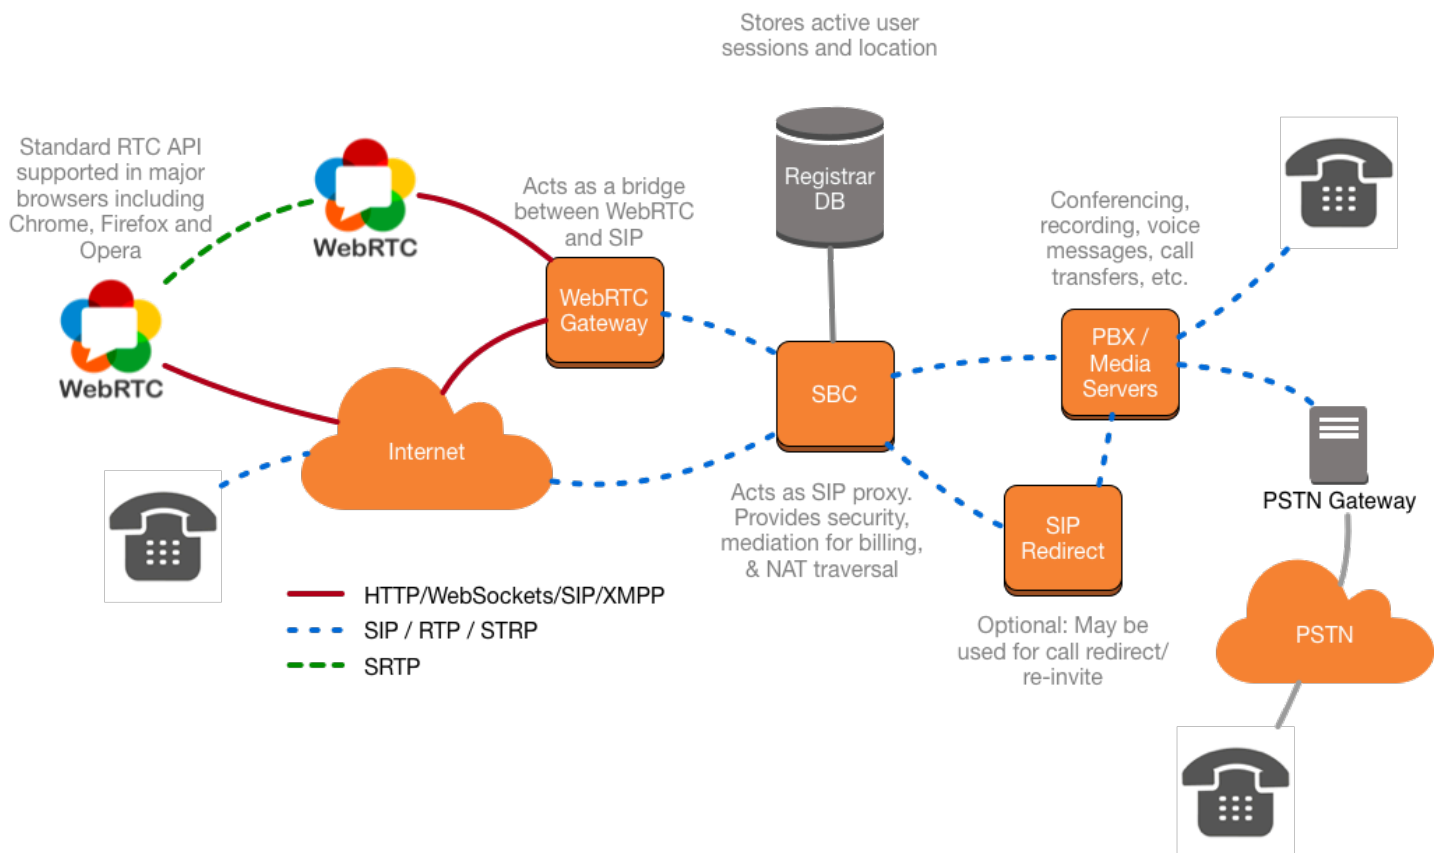 Stores active user
sessions and location
Standard RTC API
supported in major
browsers including
Chrome, Firefox and
Opera
WebRTC
WebRTC
Acts as a bridge
between WebRTC
and SIP
WebRTC
Gateway
Registrar
DB
Conferencing,
recording, voice
messages, call
transfers, etc.
PBX /
Media
Servers
SBC
Internet
Acts as SIP proxy.
Provides security,
mediation for billing,
& NAT traversal
SIP
Redirect
Optional: May be
used for call redirect/
re-invite
PSTN Gateway
PSTN
HTTP/WebSockets/SIP/XMPP
SIP / RTP / STRP
SRTP